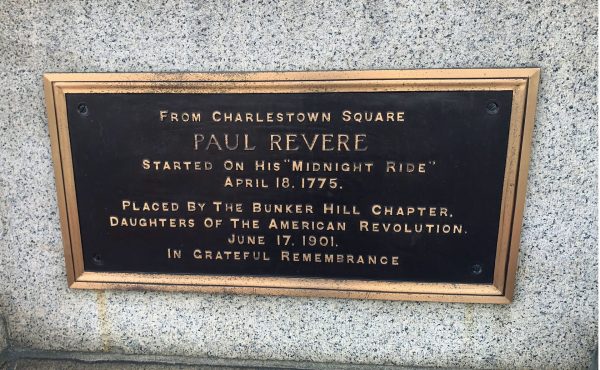 From Charlestown Square
PAUL REVERE
Started On His "Midnight Ride"
April 18. 1775.
Placed By The Bunker Hill Chapter.
Daughters Of The American Revolution.
June 17. 1901.
In Grateful Remembrance